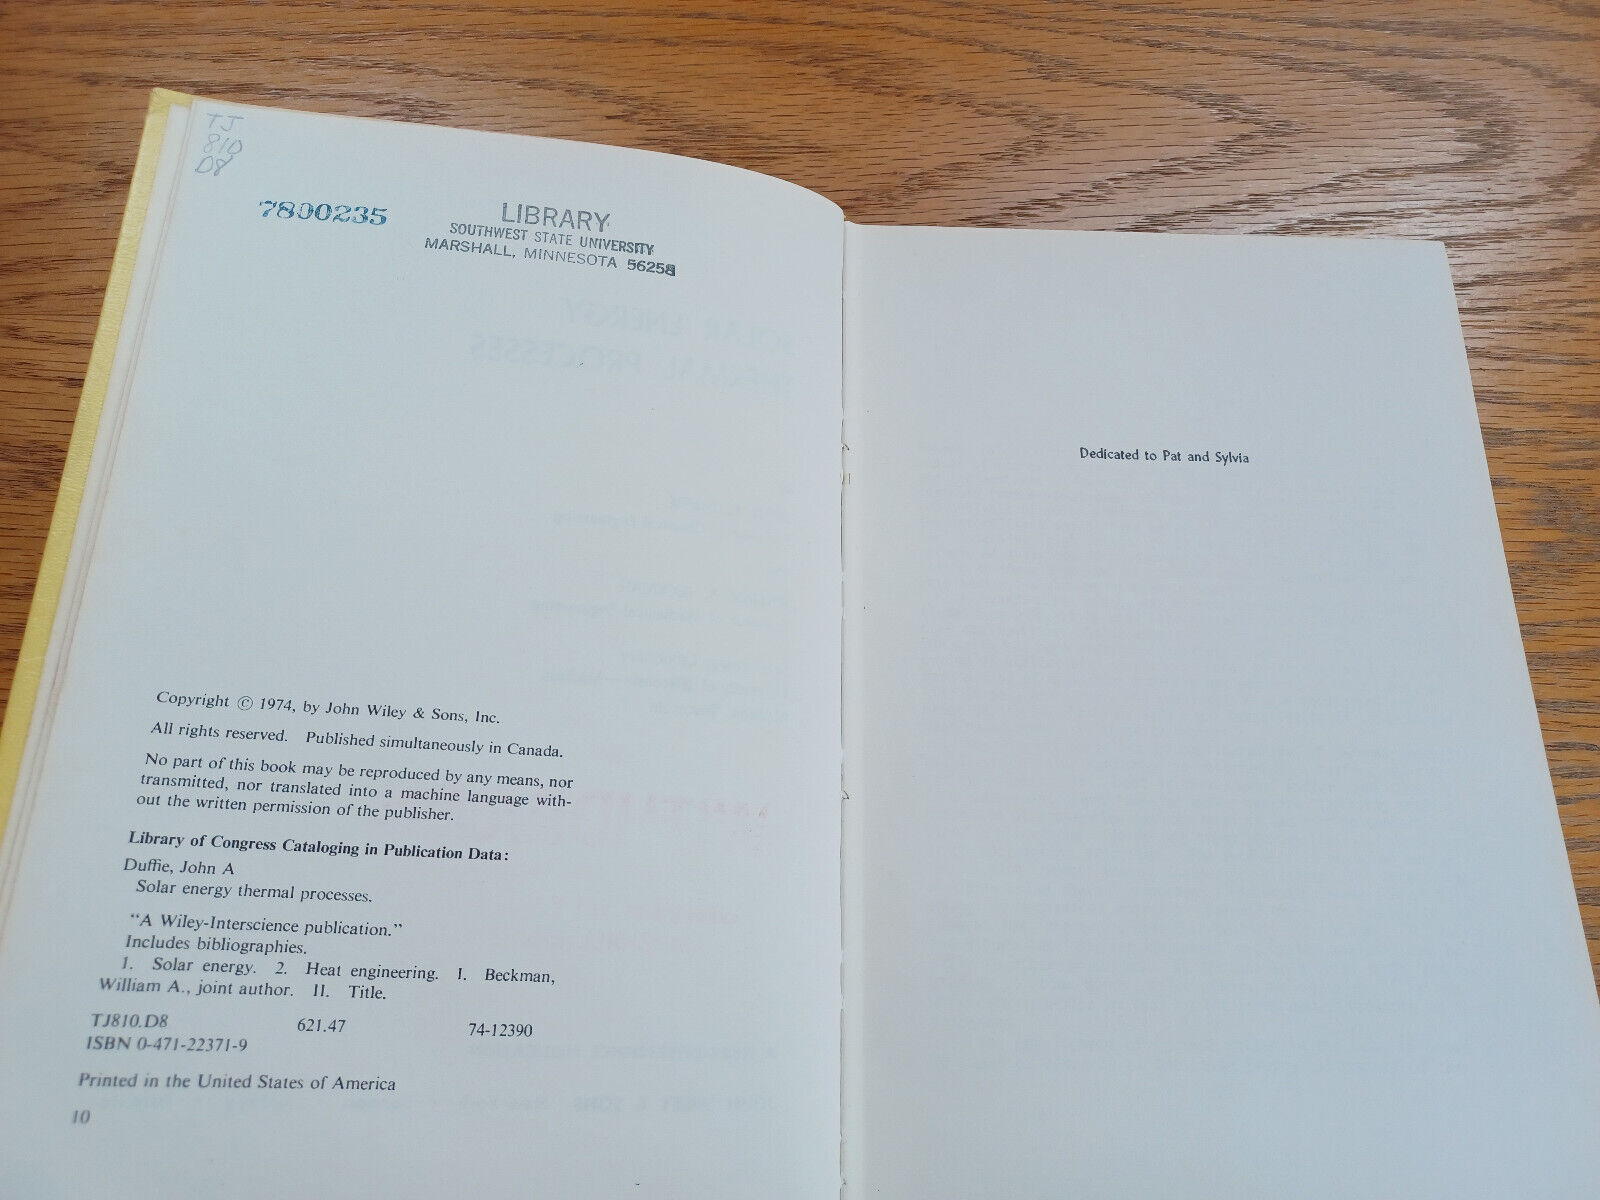 TJ
810
D8
7800235
LIBRARY
SOUTHWEST STATE UNIVERSITY
MARSHALL, MINNESOTA 56258
Copyright © 1974, by John Wiley & Sons, Inc.
All rights reserved. Published simultaneously in Canada.
No part of this book may be reproduced by any means, nor
transmitted, nor translated into a machine language with-
out the written permission of the publisher.
Library of Congress Cataloging in Publication Data:
Duffie, John A
Solar energy thermal processes.
"A Wiley-Interscience publication."
Includes bibliographies.
1. Solar energy. 2. Heat engineering. I. Beckman,
William A., joint author. II. Title.
TJ810.D8 621.47 74-12390
ISBN 0-471-22371-9
Printed in the United States of America
10
Dedicated to Pat and Sylvia